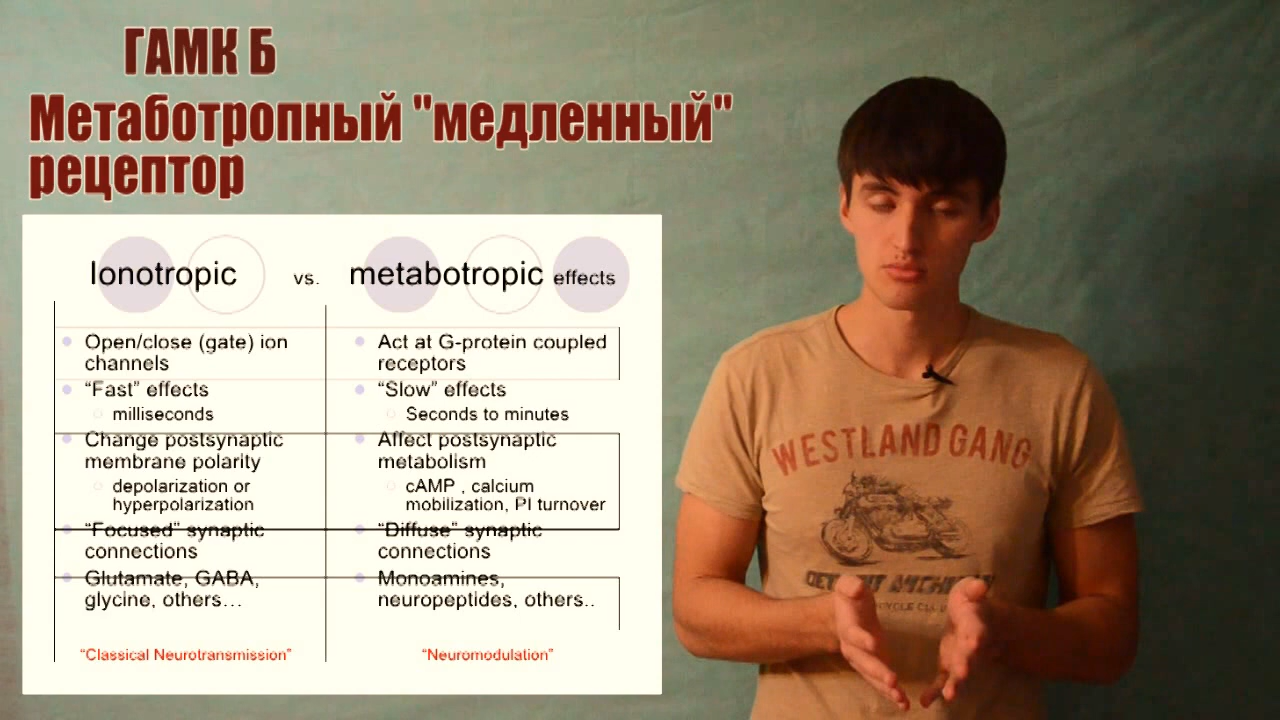 ГАМК Б
Метаботропный "медленный"
рецептор
Ionotropic vs. metabotropic effects
Open/close (gate) ion
channels
“Fast” effects
milliseconds
Change postsynaptic
membrane polarity
depolarization or
hyperpolarization
“Focused” synaptic
connections
Glutamate, GABA,
glycine, others…
“Classical Neurotransmission”
Act at G-protein coupled
receptors
“Slow” effects
Seconds to minutes
Affect postsynaptic
metabolism
cAMP , calcium
mobilization, PI turnover
“Diffuse” synaptic
connections
Monoamines,
neuropeptides, others..
“Neuromodulation”
WESTLAND GANG